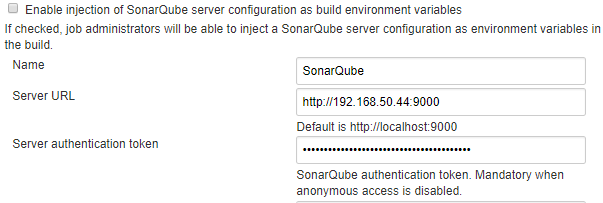 Enable injection of SonarQube server configuration as build environment variables
If checked, job administrators will be able to inject a SonarQube server configuration as environment variables in
the build.
Name
SonarQube
Server URL
http://192.168.50.44:9000
Default is http://localhost:9000
Server authentication token
••••••••••••••••••••••••••••••••••••••••
SonarQube authentication token. Mandatory when
anonymous access is disabled.